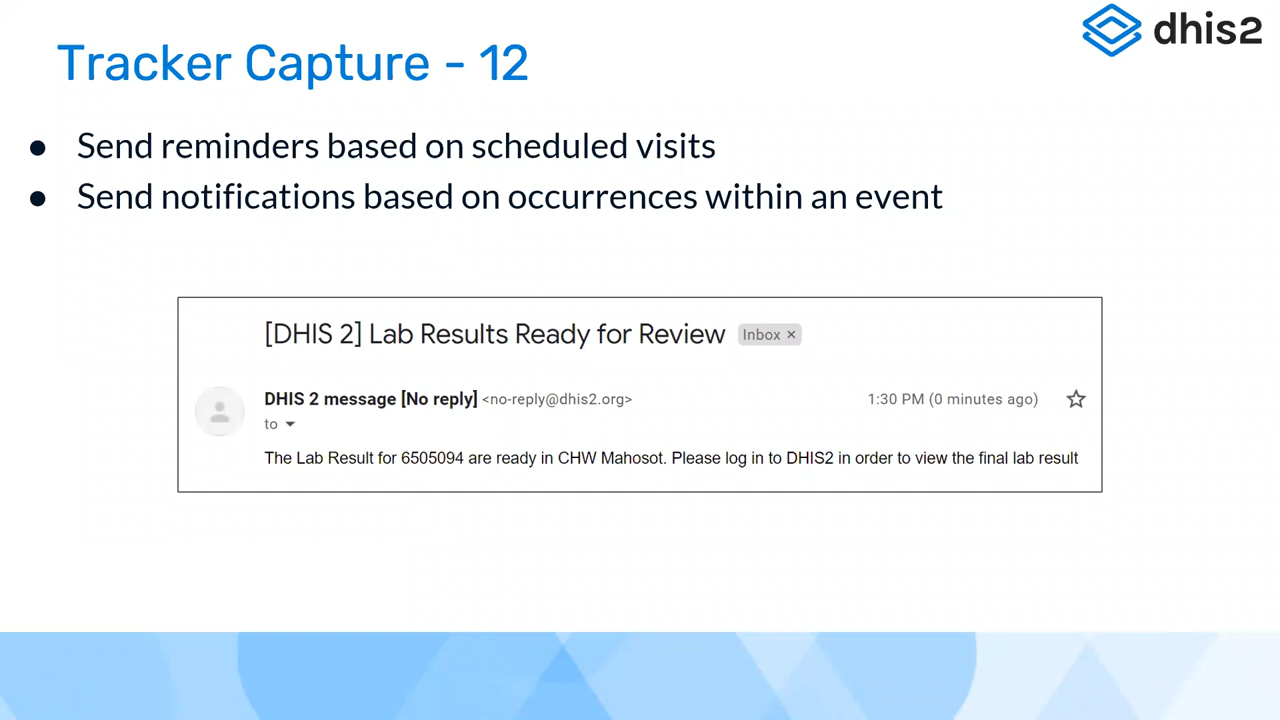 dhis2
Tracker Capture - 12
● Send reminders based on scheduled visits
● Send notifications based on occurrences within an event
[DHIS 2] Lab Results Ready for Review Inbox ×
DHIS 2 message [No reply] <no-reply@dhis2.org> 1:30 PM (0 minutes ago)
to
The Lab Result for 6505094 are ready in CHW Mahosot. Please log in to DHIS2 in order to view the final lab result